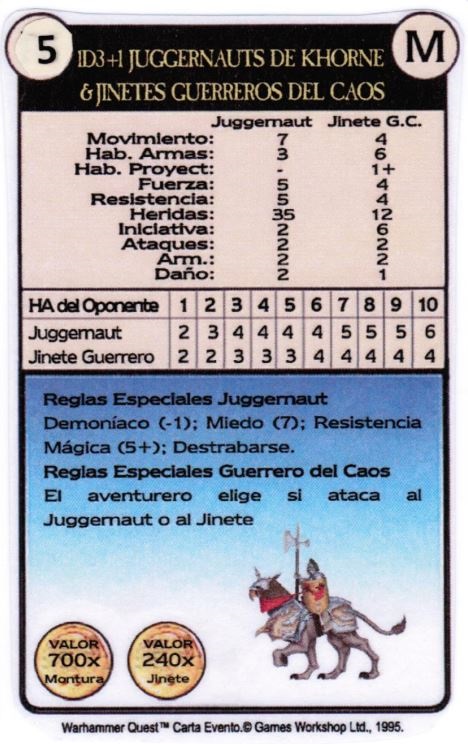 5
1D3+1 JUGGERNAUTS DE KHORNE
M
& JINETES GUERREROS DEL CAOS
Juggernaut Jinete G.C.
Movimiento: 7 4
Hab. Armas: 3 6
Hab. Proyect: - 1+
Fuerza: 5 4
Resistencia: 5 4
Heridas: 35 12
Iniciativa: 2 6
Ataques: 2 2
Arm.: 2 2
Daño: 2 1
HA del Oponente 1 2 3 4 5 6 7 8 9 10
Juggernaut 2 3 4 4 4 4 5 5 5 6
Jinete Guerrero 2 2 3 3 3 4 4 4 4 4
Reglas Especiales Juggernaut
Demoníaco (-1); Miedo (7); Resistencia
Mágica (5+); Destrabarse.
Reglas Especiales Guerrero del Caos
El aventurero elige si ataca al
Juggernaut o al Jinete
VALOR
700x
Montura
VALOR
240x
Jinete
Warhammer Quest™ Carta Evento.© Games Workshop Ltd., 1995.